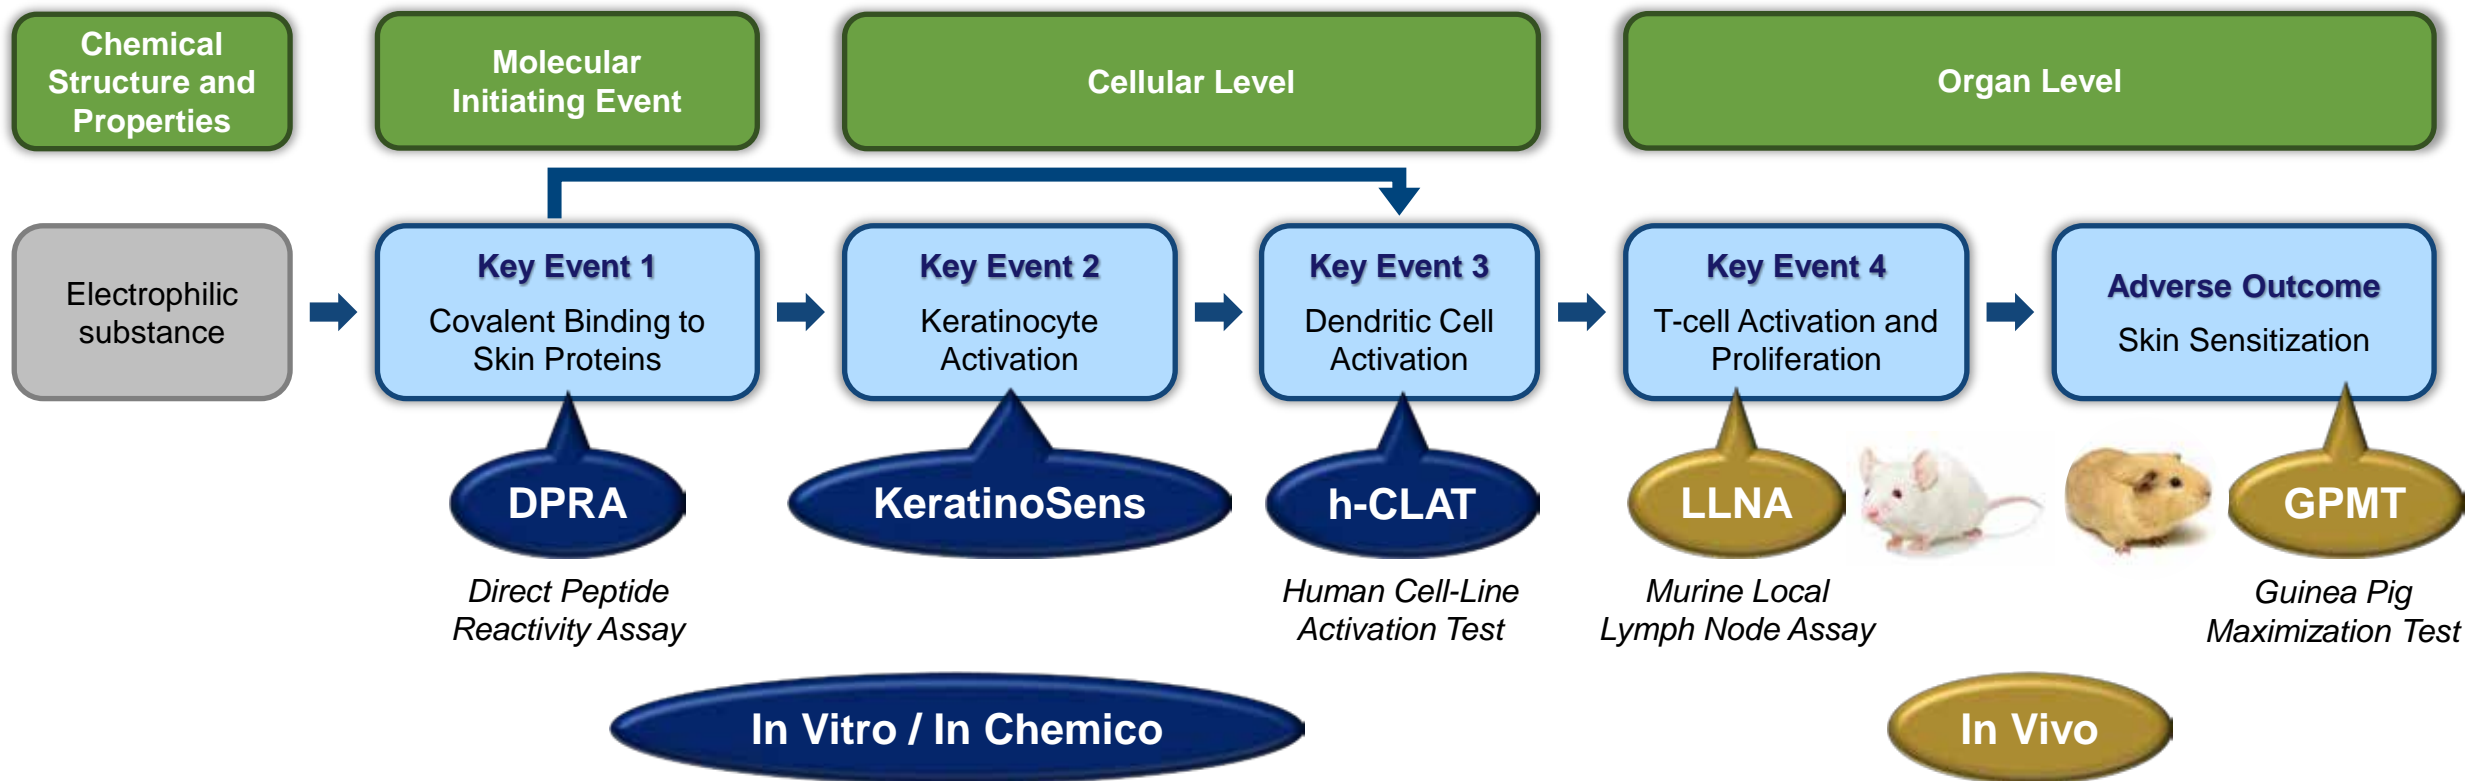 Chemical
Structure and
Properties
Molecular
Initiating Event
Cellular Level
Organ Level
Electrophilic
substance
Key Event 1
Covalent Binding to
Skin Proteins
Key Event 2
Keratinocyte
Activation
Key Event 3
Dendritic Cell
Activation
Key Event 4
T-cell Activation and
Proliferation
Adverse Outcome
Skin Sensitization
DPRA
KeratinoSens
h-CLAT
LLNA
GPMT
Direct Peptide
Reactivity Assay
Human Cell-Line
Activation Test
Murine Local
Lymph Node Assay
Guinea Pig
Maximization Test
In Vitro / In Chemico
In Vivo